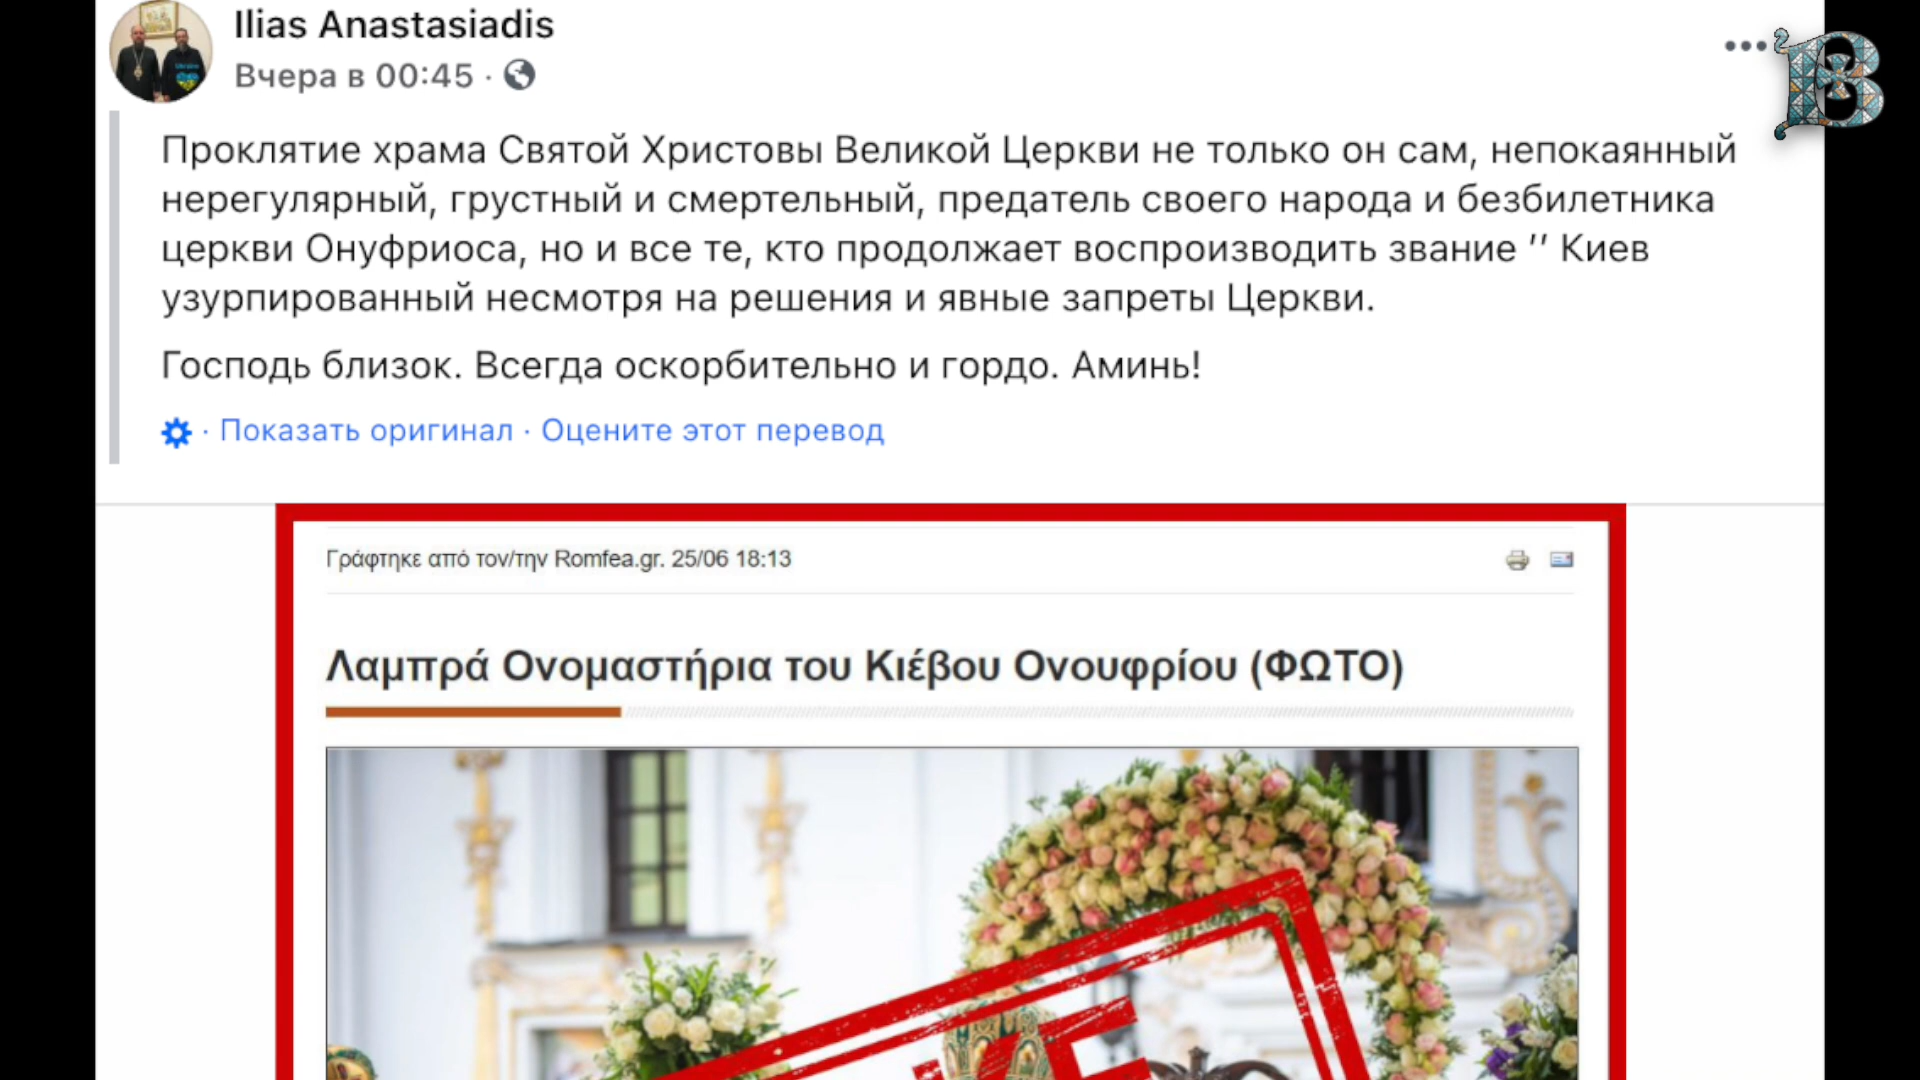 Ilias Anastasiadis
Вчера в 00:45 ·
Проклятие храма Святой Христовы Великой Церкви не только он сам, непокаянный
нерегулярный, грустный и смертельный, предатель своего народа и безбилетника
церкви Онуфриоса, но и все те, кто продолжает воспроизводить звание ’’ Киев
узурпированный несмотря на решения и явные запреты Церкви.
Господь близок. Всегда оскорбительно и гордо. Аминь!
· Показать оригинал · Оцените этот перевод
Γράφτηκε από τον/την Romfea.gr. 25/06 18:13
Λαμπρά Ονομαστήρια του Κιέβου Ονουφρίου (ΦΩΤΟ)